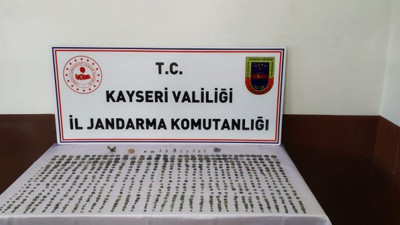 T.C.
KAYSERİ VALİLİĞİ
İL JANDARMA KOMUTANLIĞI